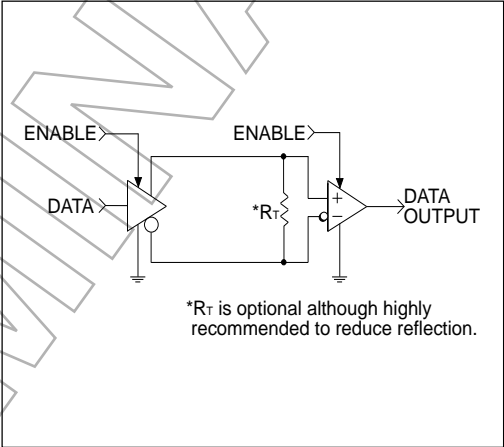 ENABLE
ENABLE
DATA
*RT
+
−
DATA
OUTPUT
*RT is optional although highly
recommended to reduce reflection.